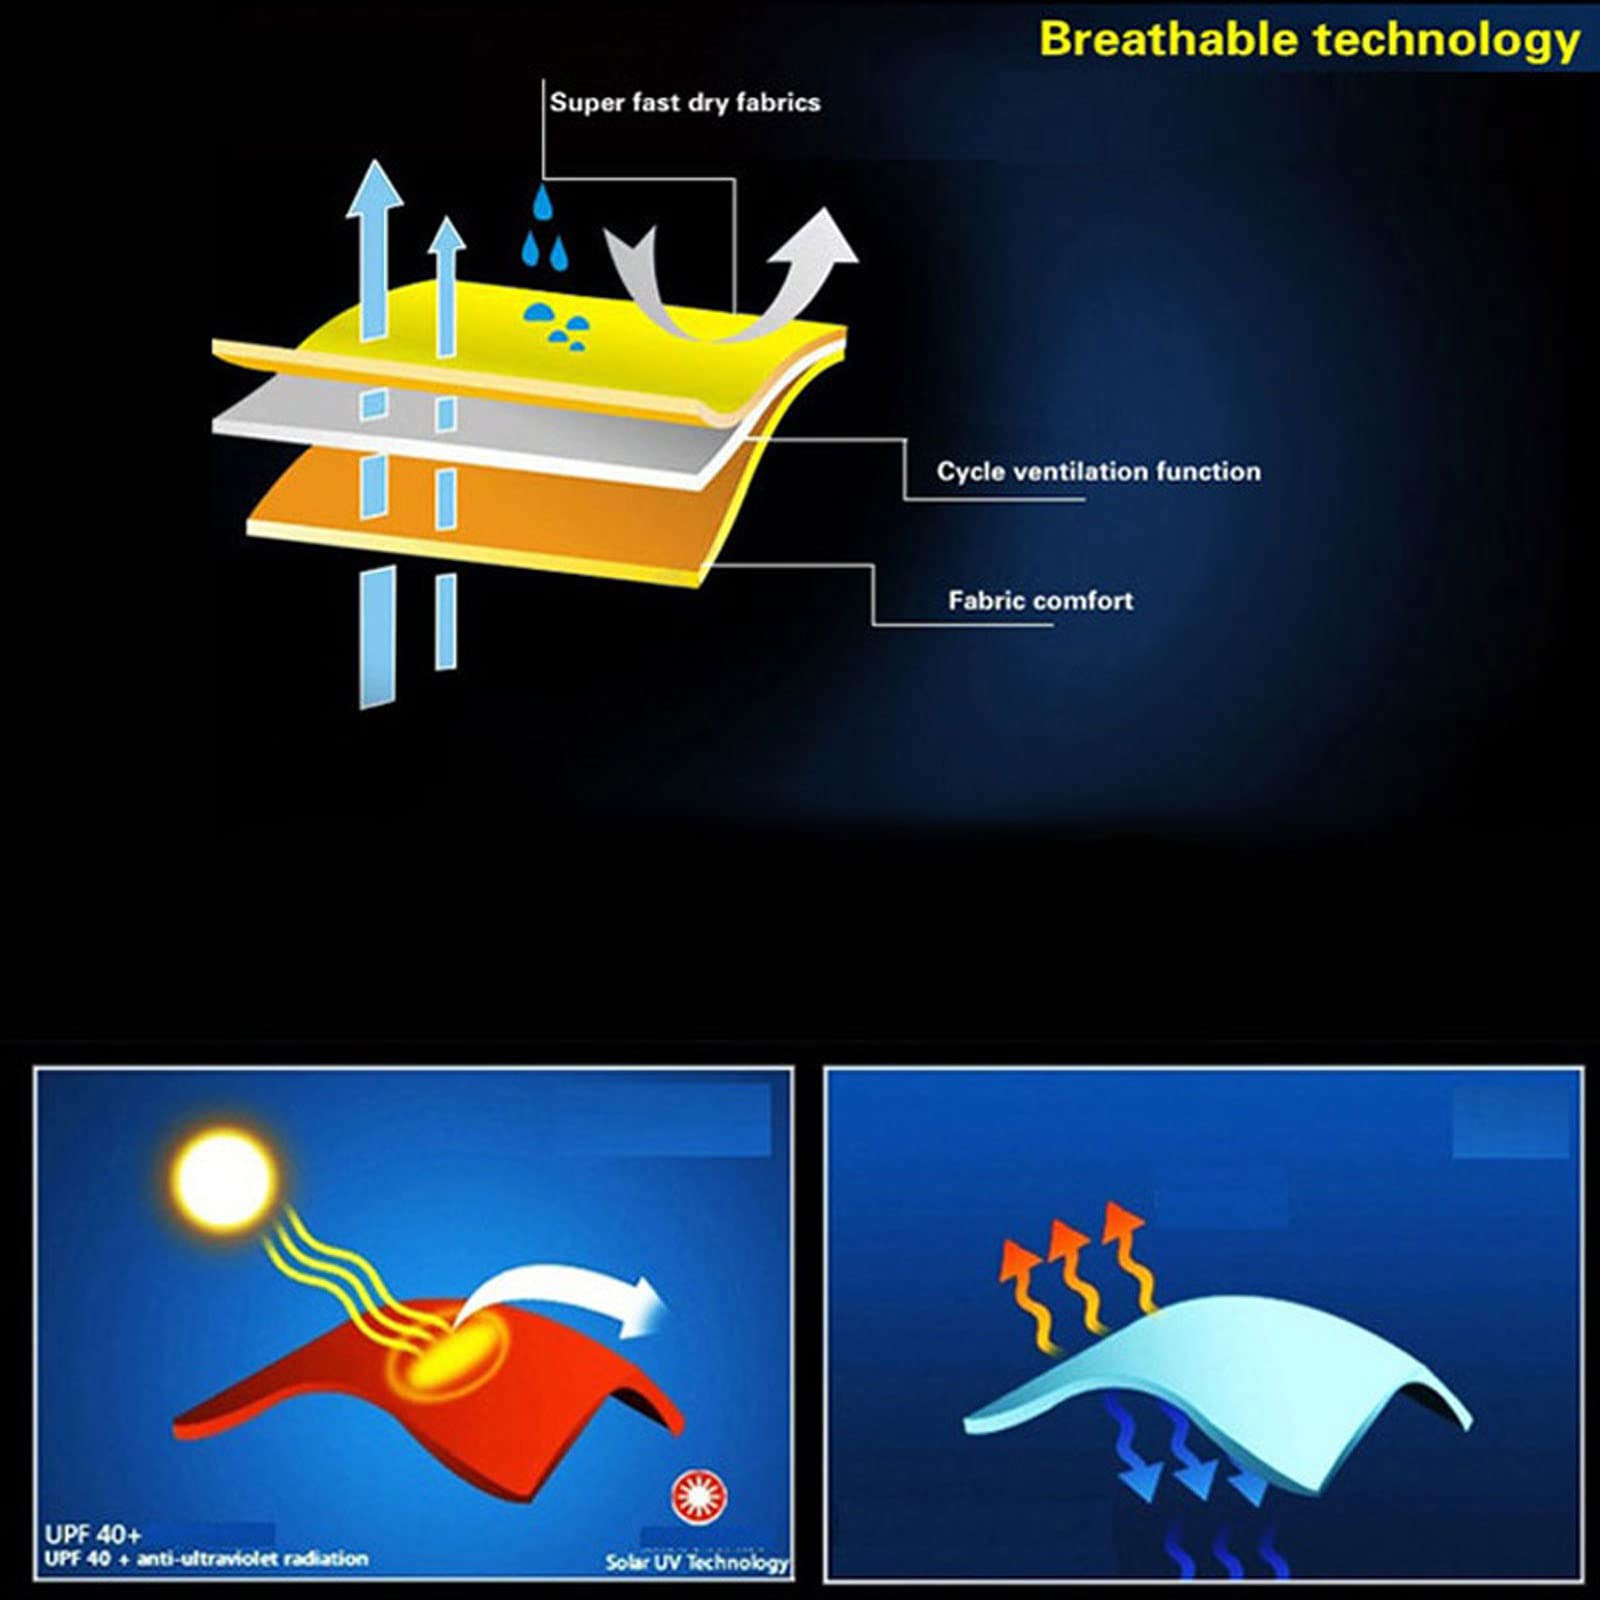 Breathable technology
Super fast dry fabrics
Cycle ventilation function
Fabric comfort
UPF 40+
UPF 40 + anti-ultraviolet radiation
Solar UV Technology